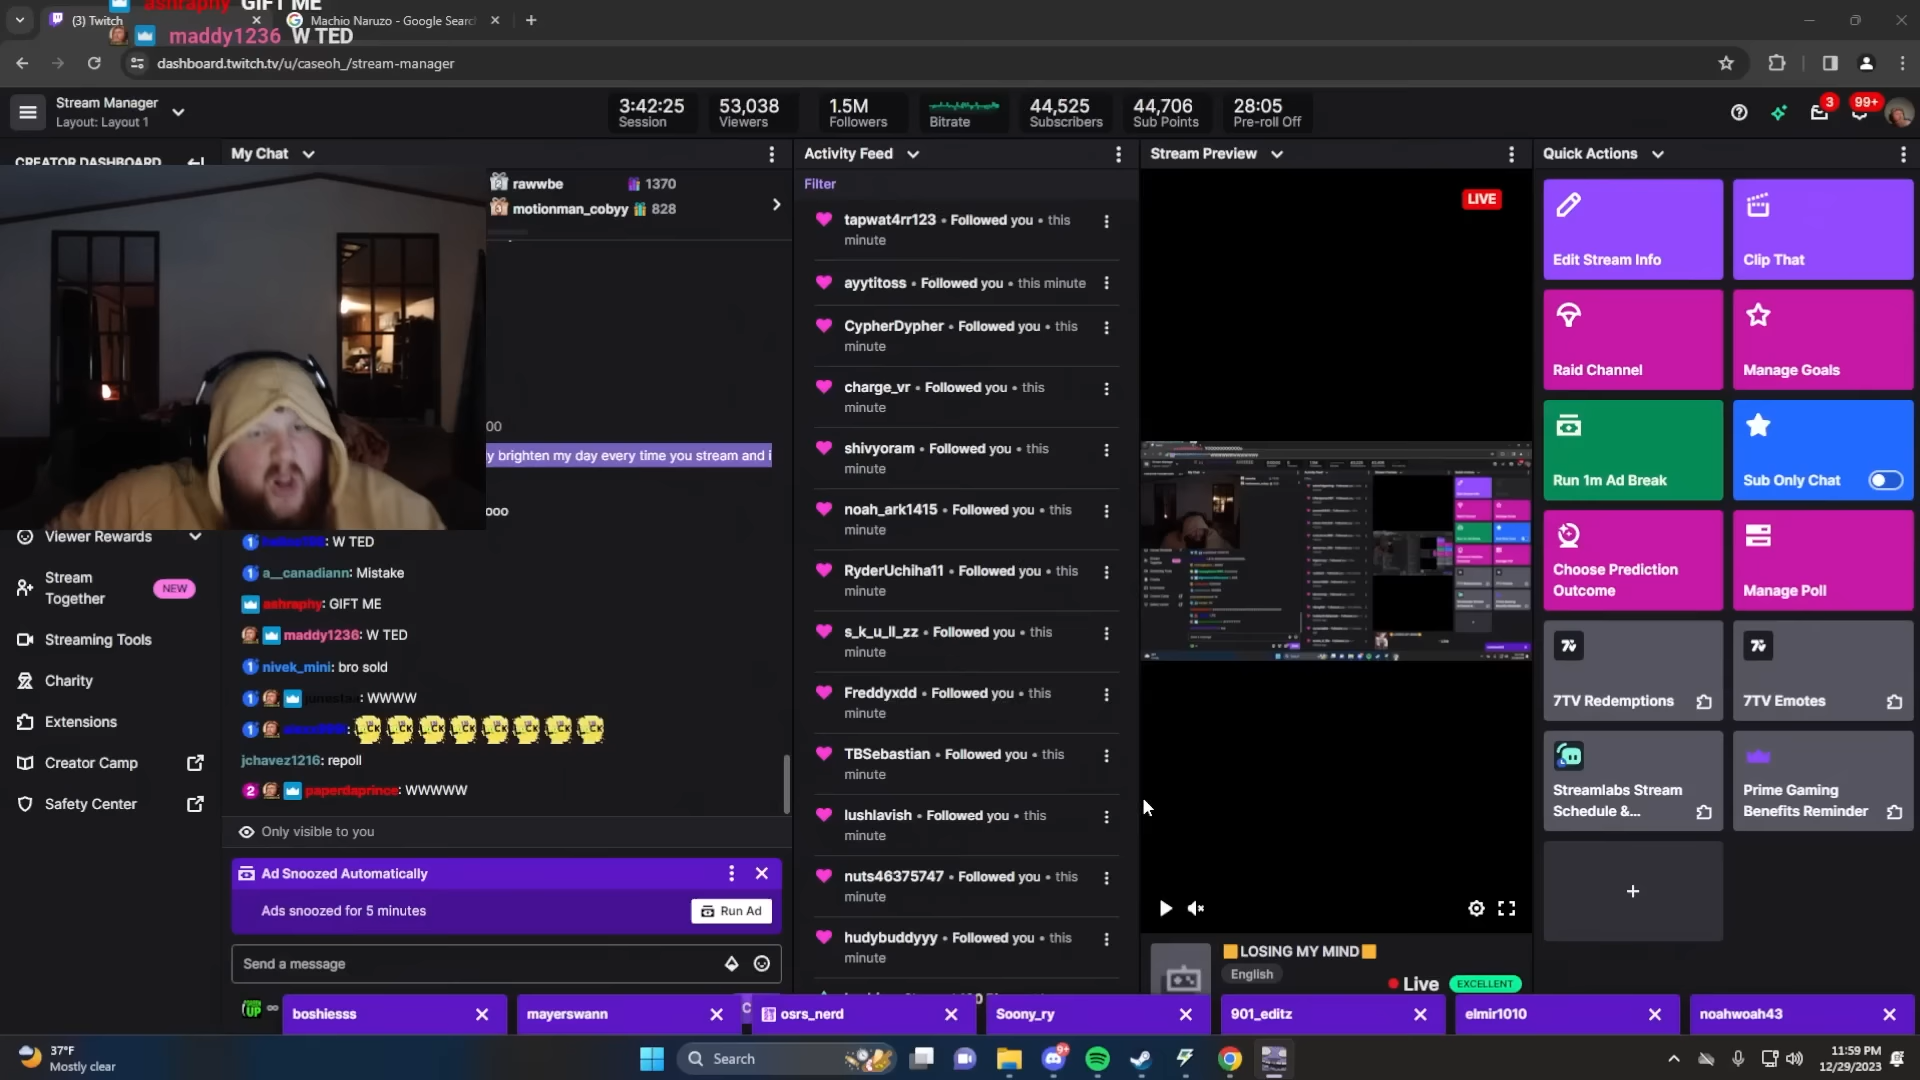 ashraphy GIFT ME
(3) Twitch
Machio Naruzo - Google Searc
maddy1236 W TED
dashboard.twitch.tv/u/caseoh_/stream-manager
Stream Manager
Layout: Layout 1
3:42:25
Session
53,038
Viewers
1.5M
Followers
Bitrate
44,525
Subscribers
44,706
Sub Points
28:05
Pre-roll Off
3
99+
CREATOR DASHBOARD
My Chat
Activity Feed
Stream Preview
Quick Actions
rawwbe 1370
motionman_cobyy 828
00
y brighten my day every time you stream and i
ooo
: W TED
a__canadiann: Mistake
ashraphy: GIFT ME
maddy1236: W TED
nivek_mini: bro sold
: WWWW
jchavez1216: repoll
paperdaprince: WWWWW
Only visible to you
Ad Snoozed Automatically
Ads snoozed for 5 minutes
Run Ad
Send a message
Viewer Rewards
Stream Together
NEW
Streaming Tools
Charity
Extensions
Creator Camp
Safety Center
Filter
tapwat4rr123 • Followed you • this
minute
ayytitoss • Followed you • this minute
CypherDypher • Followed you • this
minute
charge_vr • Followed you • this
minute
shivyoram • Followed you • this
minute
noah_ark1415 • Followed you • this
minute
RyderUchiha11 • Followed you • this
minute
s_k_u_ll_zz • Followed you • this
minute
Freddyxdd • Followed you • this
minute
TBSebastian • Followed you • this
minute
lushlavish • Followed you • this
minute
nuts46375747 • Followed you • this
minute
hudybuddyyy • Followed you • this
minute
LIVE
LOSING MY MIND
English
Live
EXCELLENT
Edit Stream Info
Clip That
Raid Channel
Manage Goals
Run 1m Ad Break
Sub Only Chat
Choose Prediction
Outcome
Manage Poll
7TV Redemptions
7TV Emotes
Streamlabs Stream
Schedule &...
Prime Gaming
Benefits Reminder
+
boshiesss
mayerswann
osrs_nerd
Soony_ry
901_editz
elmir1010
noahwoah43
37°F
Mostly clear
Search
11:59 PM
12/29/2023